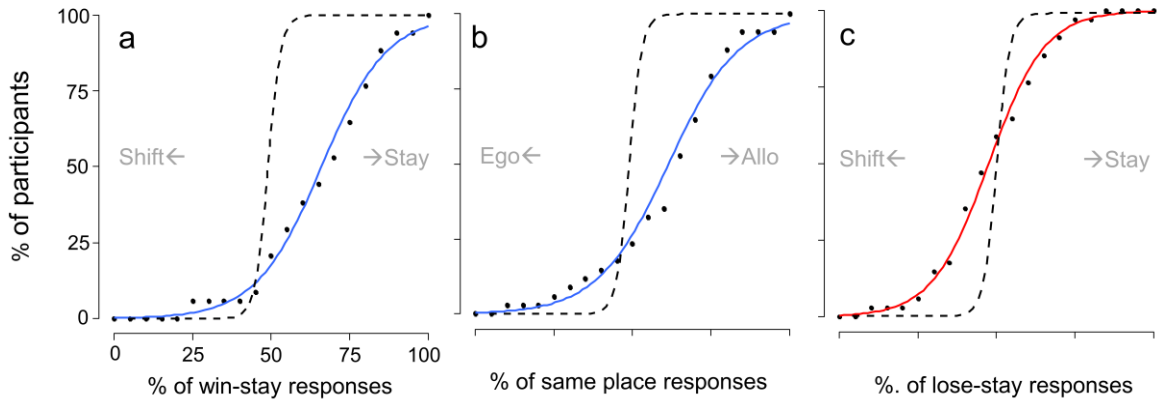 a
b
c
% of participants
100
75
50
25
0
Shift← →Stay
Ego← →Allo
Shift← →Stay
0 25 50 75 100
% of win-stay responses
% of same place responses
%. of lose-stay responses